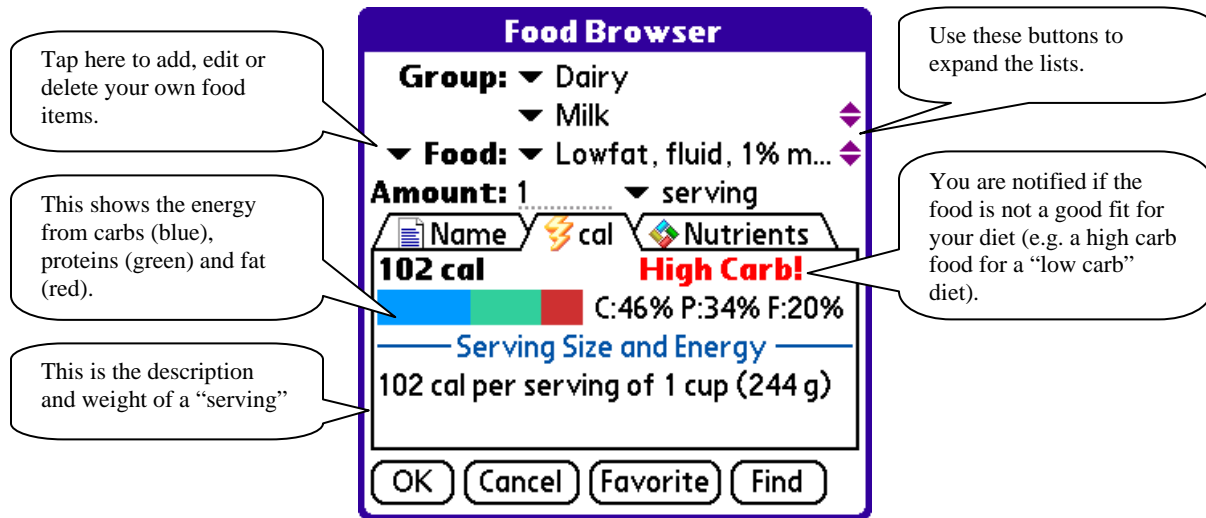 Food Browser
Tap here to add, edit or
delete your own food
items.
Use these buttons to
expand the lists.
Group: Dairy
Milk
Food: Lowfat, fluid, 1% m...
Amount: 1 serving
Name cal Nutrients
This shows the energy
from carbs (blue),
proteins (green) and fat
(red).
You are notified if the
food is not a good fit for
your diet (e.g. a high carb
food for a “low carb”
diet).
102 cal High Carb!
C:46% P:34% F:20%
Serving Size and Energy
This is the description
and weight of a “serving”
102 cal per serving of 1 cup (244 g)
OK Cancel Favorite Find